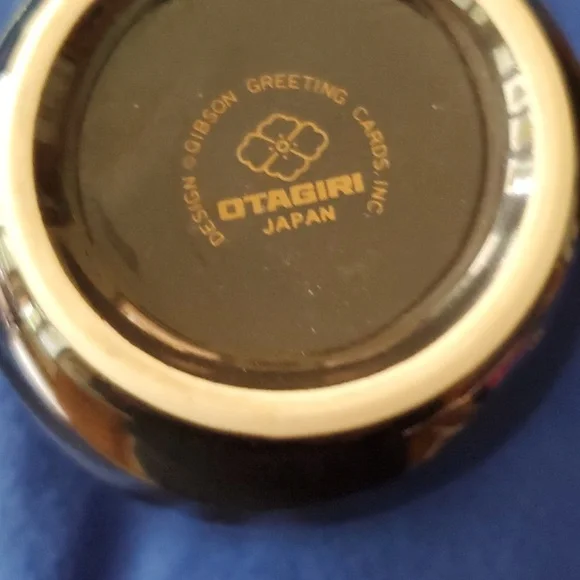 DESIGN © GIBSON GREETING CARDS, INC.
OTAGIRI
JAPAN